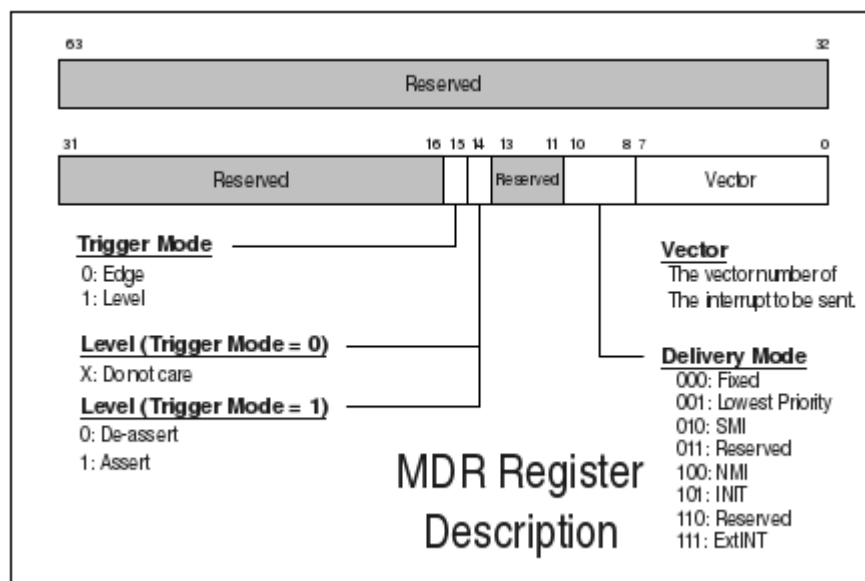 63 32
Reserved
31 16 15 14 13 11 10 8 7 0
Reserved Reserved Vector
Trigger Mode
0: Edge
1: Level
Vector
The vector number of
The interrupt to be sent.
Level (Trigger Mode = 0)
X: Do not care
Level (Trigger Mode = 1)
0: De-assert
1: Assert
Delivery Mode
000: Fixed
001: Lowest Priority
010: SMI
011: Reserved
100: NMI
101: INIT
110: Reserved
111: ExtINT
MDR Register
Description